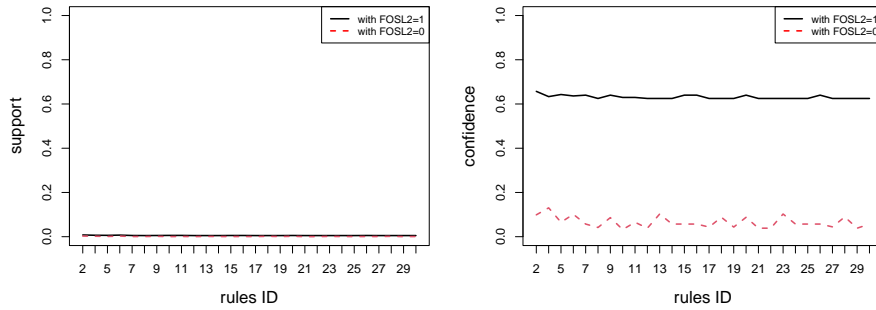 with FOSL2=1
with FOSL2=0
support
0.0 0.2 0.4 0.6 0.8 1.0
2 5 7 9 11 13 15 17 19 21 23 25 27 29
rules ID
with FOSL2=1
with FOSL2=0
confidence
0.0 0.2 0.4 0.6 0.8 1.0
2 5 7 9 11 13 15 17 19 21 23 25 27 29
rules ID